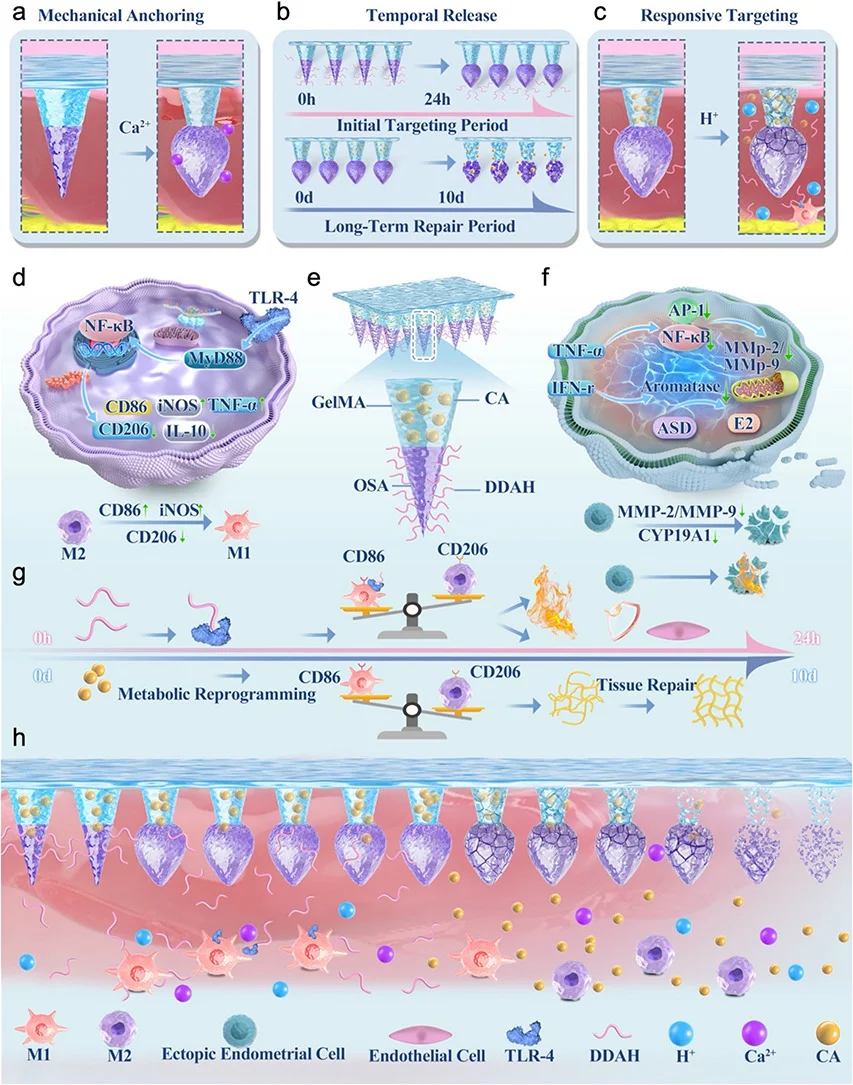 a Mechanical Anchoring
Ca²⁺
b Temporal Release
0h 24h
Initial Targeting Period
0d 10d
Long-Term Repair Period
c Responsive Targeting
H⁺
d
TLR-4
NF-κB
MyD88
CD86 iNOS↑ TNF-α↑
CD206↓ IL-10↓
CD86↑ iNOS↑
CD206↓
M2 M1
e
GelMA CA
OSA DDAH
f
AP-1↓
TNF-α NF-κB↓ MMp-2/↓
MMp-9
IFN-r Aromatase↓
ASD E2
MMP-2/MMP-9↓
CYP19A1↓
g
CD86 CD206
0h 24h
0d 10d
Metabolic Reprogramming
CD86 CD206
Tissue Repair
h
M1 M2 Ectopic Endometrial Cell Endothelial Cell TLR-4 DDAH H⁺ Ca²⁺ CA